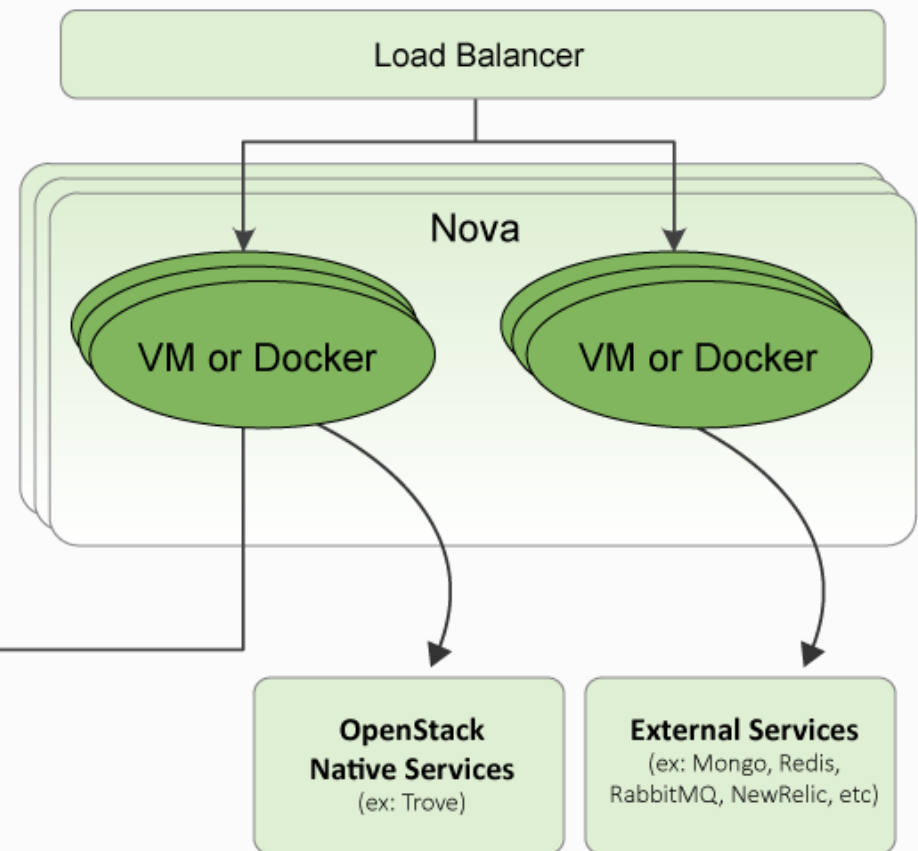 Load Balancer
Nova
VM or Docker
VM or Docker
OpenStack
Native Services
(ex: Trove)
External Services
(ex: Mongo, Redis,
RabbitMQ, NewRelic, etc)